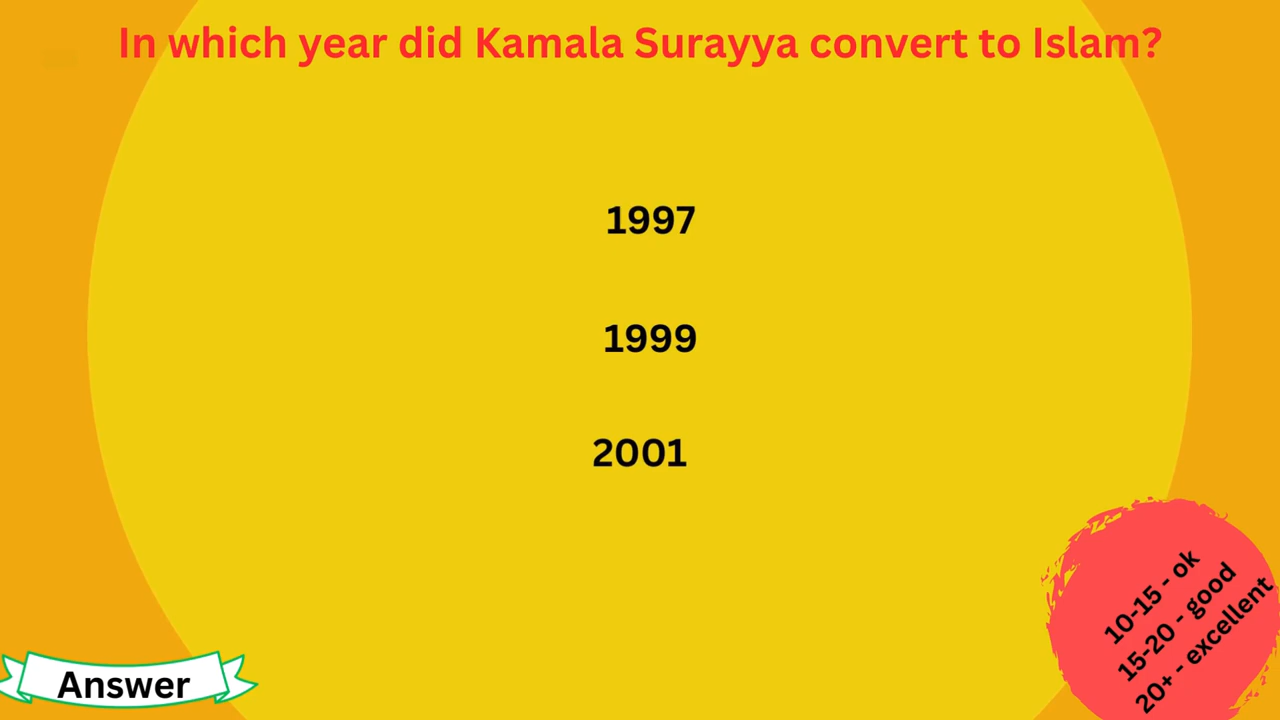 In which year did Kamala Surayya convert to Islam?
1997
1999
2001
10-15 - ok
15-20 - good
20+ - excellent
Answer